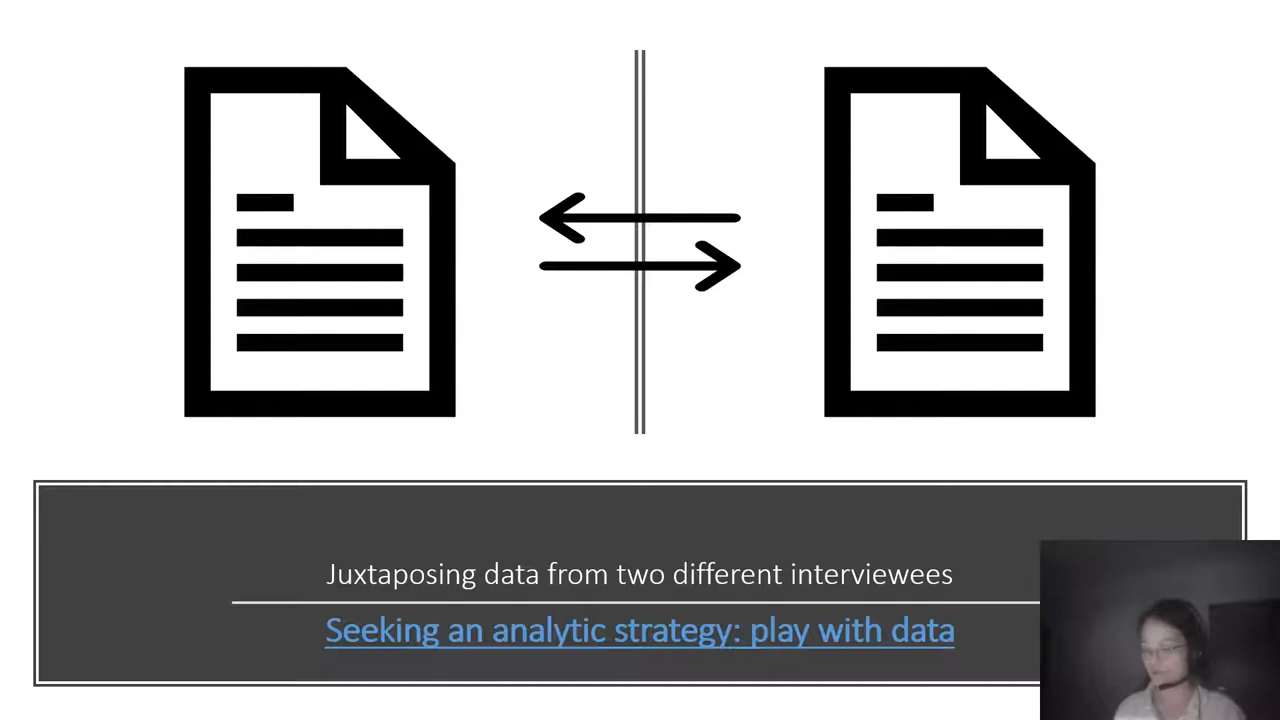 Juxtaposing data from two different interviewees
Seeking an analytic strategy: play with data